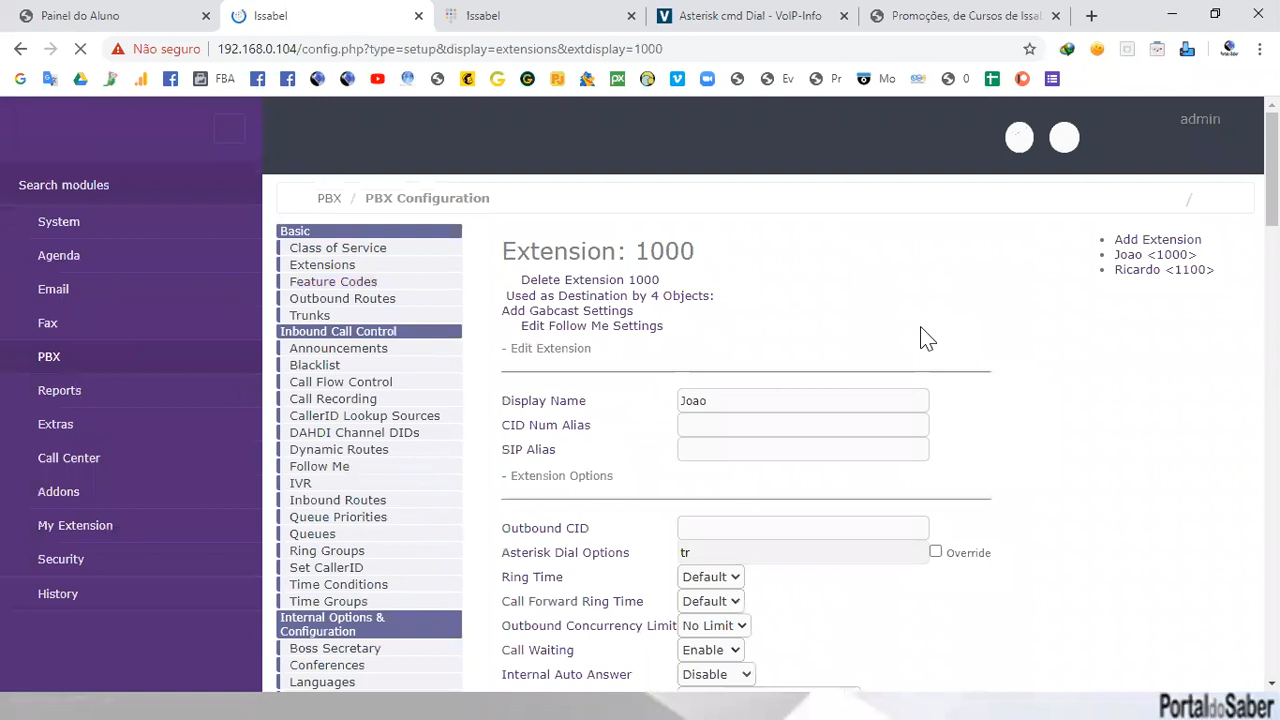 Painel do Aluno
Issabel
Issabel
Asterisk cmd Dial - VoIP-Info
Promoções, de Cursos de Issa
Não seguro
192.168.0.104/config.php?type=setup&display=extensions&extdisplay=1000
FBA
Ev
Pr
Mo
0
admin
Search modules
System
Agenda
Email
Fax
PBX
Reports
Extras
Call Center
Addons
My Extension
Security
History
PBX / PBX Configuration /
Basic
Class of Service
Extensions
Feature Codes
Outbound Routes
Trunks
Inbound Call Control
Announcements
Blacklist
Call Flow Control
Call Recording
CallerID Lookup Sources
DAHDI Channel DIDs
Dynamic Routes
Follow Me
IVR
Inbound Routes
Queue Priorities
Queues
Ring Groups
Set CallerID
Time Conditions
Time Groups
Internal Options &
Configuration
Boss Secretary
Conferences
Languages
Extension: 1000
Delete Extension 1000
Used as Destination by 4 Objects:
Add Gabcast Settings
Edit Follow Me Settings
- Edit Extension
Display Name Joao
CID Num Alias
SIP Alias
- Extension Options
Outbound CID
Asterisk Dial Options tr Override
Ring Time Default
Call Forward Ring Time Default
Outbound Concurrency Limit No Limit
Call Waiting Enable
Internal Auto Answer Disable
Add Extension
Joao <1000>
Ricardo <1100>
PortaldoSaber